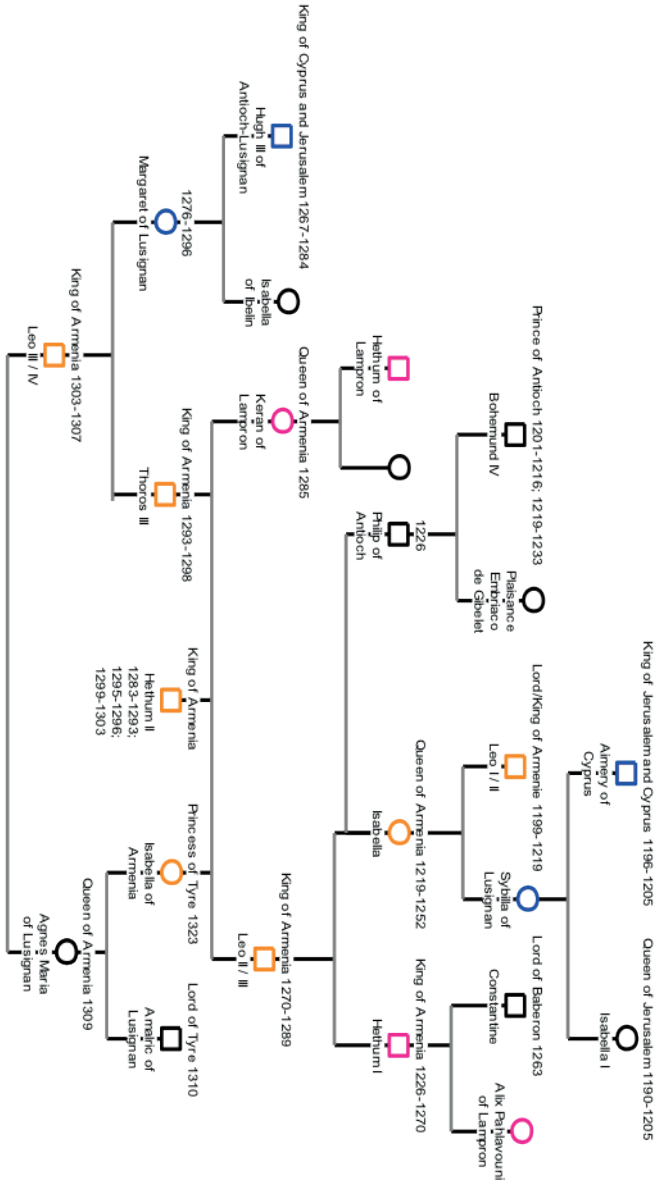 King of Jerusalem and Cyprus 1196-1205
Aimery of
Cyprus
Queen of Jerusalem 1190-1205
Isabella I
Prince of Antioch 1201-1216; 1219-1233
Bohemund IV
Plaisance
Embriaco
de Gibelet
Lord/King of Armenie 1199-1219
Leo I / II
Sybilla of
Lusignan
Lord of Baberon 1263
Constantine
Alix Pahlavouni
of Lampron
Hethum of
Lampron
1226
Philip of
Antioch
Queen of Armenia 1219-1252
Isabella
King of Armenia 1226-1270
Hethum I
King of Cyprus and Jerusalem 1267-1284
Hugh III of
Antioch-Lusignan
Isabella
of Ibelin
Queen of Armenia 1285
Keran of
Lampron
King of Armenia 1270-1289
Leo II / III
1276-1296
Margaret of Lusignan
King of Armenia 1293-1298
Thoros III
King of Armenia
Hethum II
1283-1293;
1295-1296;
1299-1303
Princess of Tyre 1323
Isabella of
Armenia
Lord of Tyre 1310
Amalric of
Lusignan
King of Armenia 1303-1307
Leo III / IV
Queen of Armenia 1309
Agnes Maria
of Lusignan